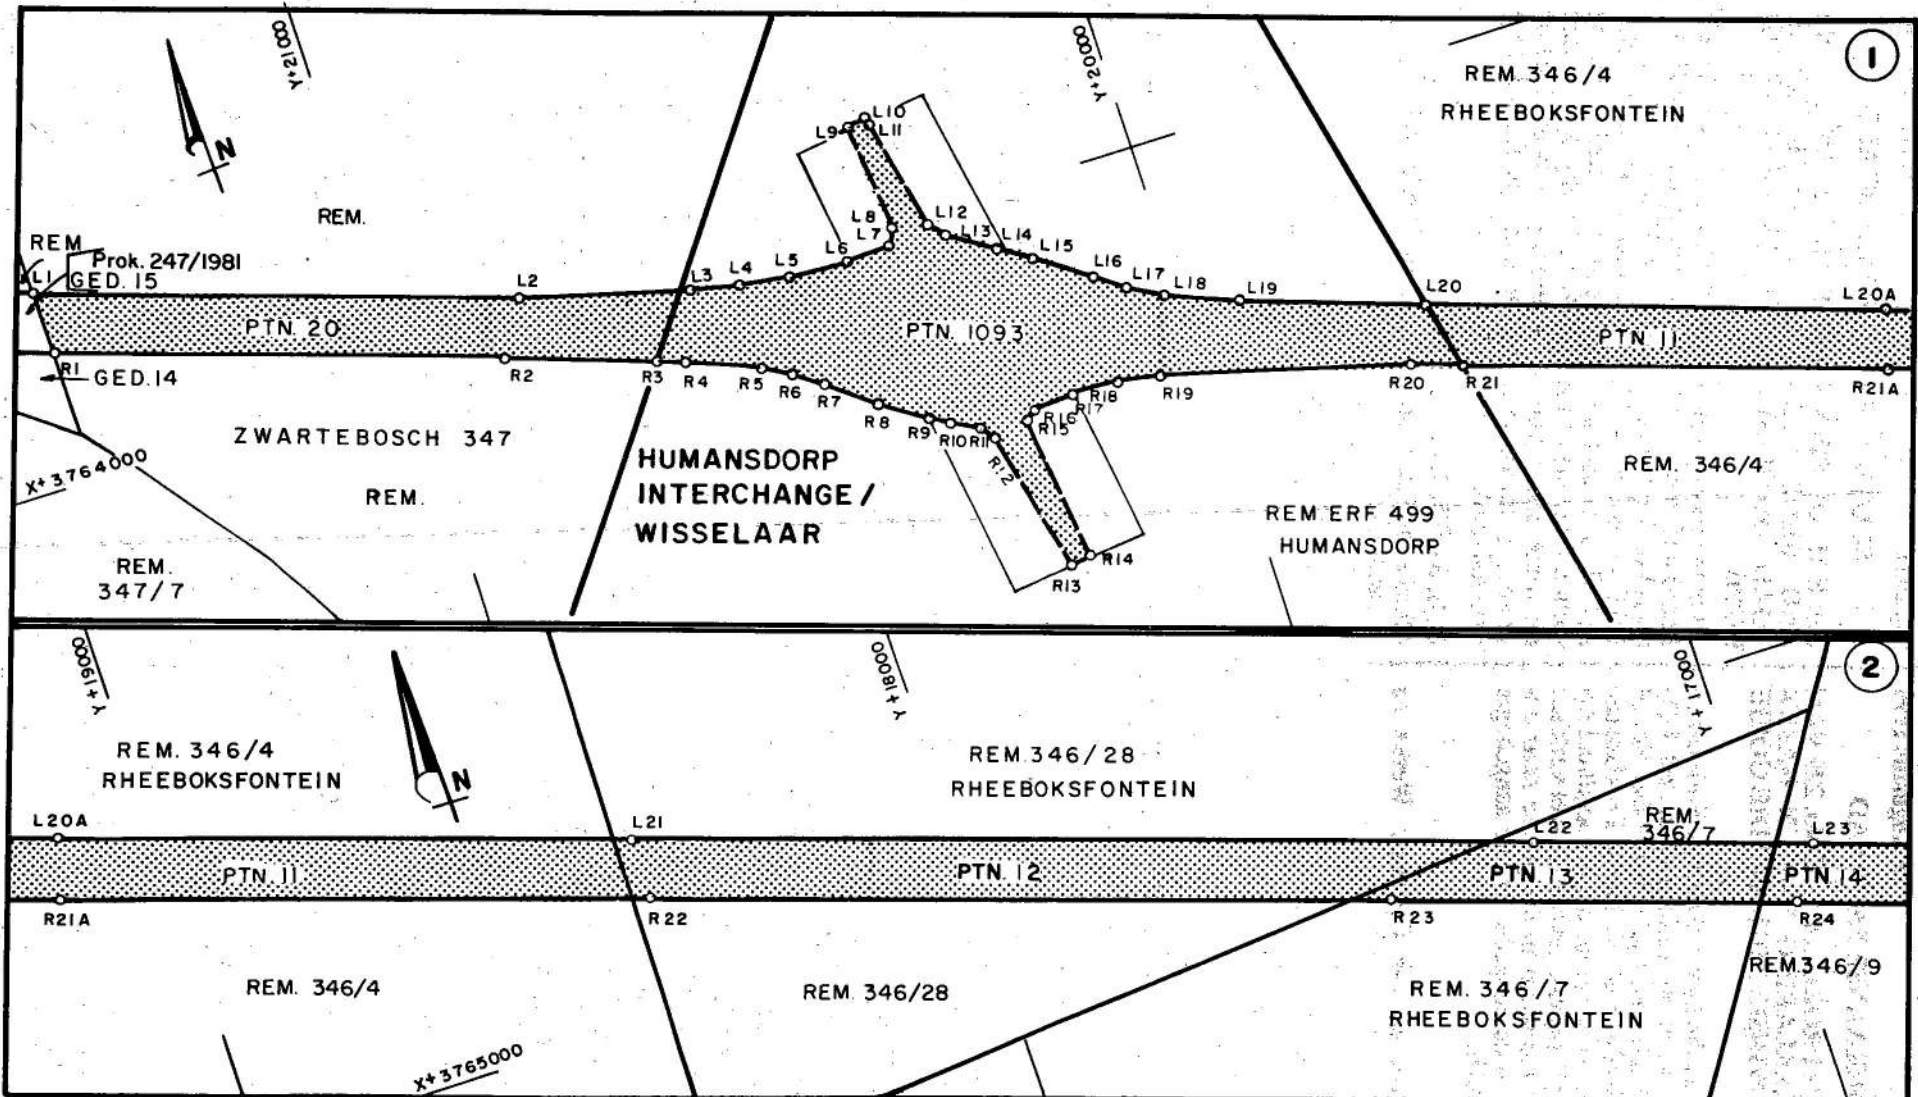 Y+21000
Y+20000
1
REM. 346/4
RHEEBOKSFONTEIN
N
REM.
REM
Prok. 247/1981
GED. 15
L1
L2
L3
L4
L5
L6
L7
L8
L9
L10
L11
L12
L13
L14
L15
L16
L17
L18
L19
L20
L20A
PTN. 20
PTN. 1093
PTN. 11
R1
GED. 14
R2
R3
R4
R5
R6
R7
R8
R9
R10
R11
R12
R13
R14
R15
R16
R17
R18
R19
R20
R21
R21A
ZWARTEBOSCH 347
REM.
X+3764000
REM.
347/7
HUMANSDORP
INTERCHANGE/
WISSELAAR
REM ERF 499
HUMANSDORP
REM. 346/4
Y+19000
Y+18000
Y+17000
2
REM. 346/4
RHEEBOKSFONTEIN
N
REM. 346/28
RHEEBOKSFONTEIN
REM.
346/7
L20A
L21
L22
L23
PTN. 11
PTN. 12
PTN. 13
PTN 14
R21A
R22
R23
R24
REM. 346/4
REM. 346/28
REM. 346/7
RHEEBOKSFONTEIN
REM.346/9
X+3765000